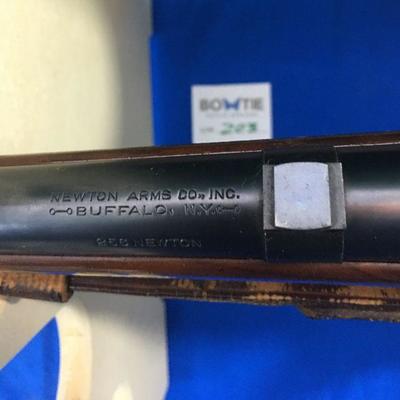 BOWTIE
203
NEWTON ARMS CO., INC.
BUFFALO, N.Y.
256 NEWTON